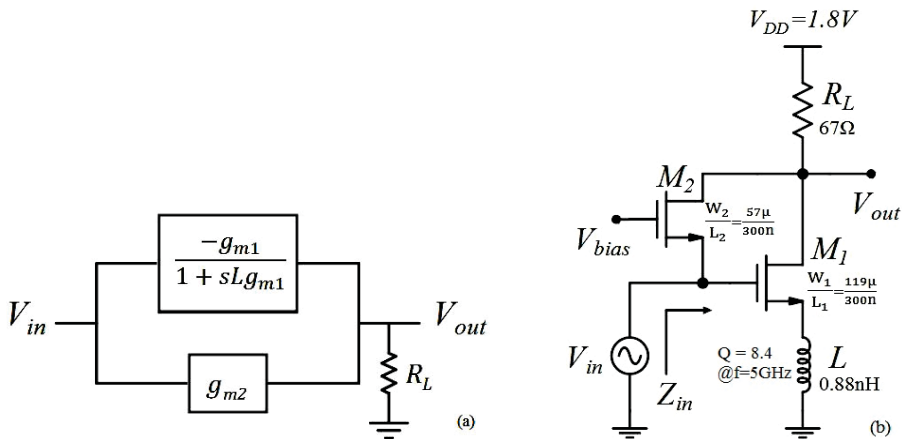 V_in
-g_m1
1 + sLg_m1
g_m2
V_out
R_L
(a)
V_DD=1.8V
R_L
67Ω
V_out
M_2
W_2/L_2=57μ/300n
V_bias
M_1
W_1/L_1=119μ/300n
V_in
Z_in
Q = 8.4
@f=5GHz
L
0.88nH
(b)